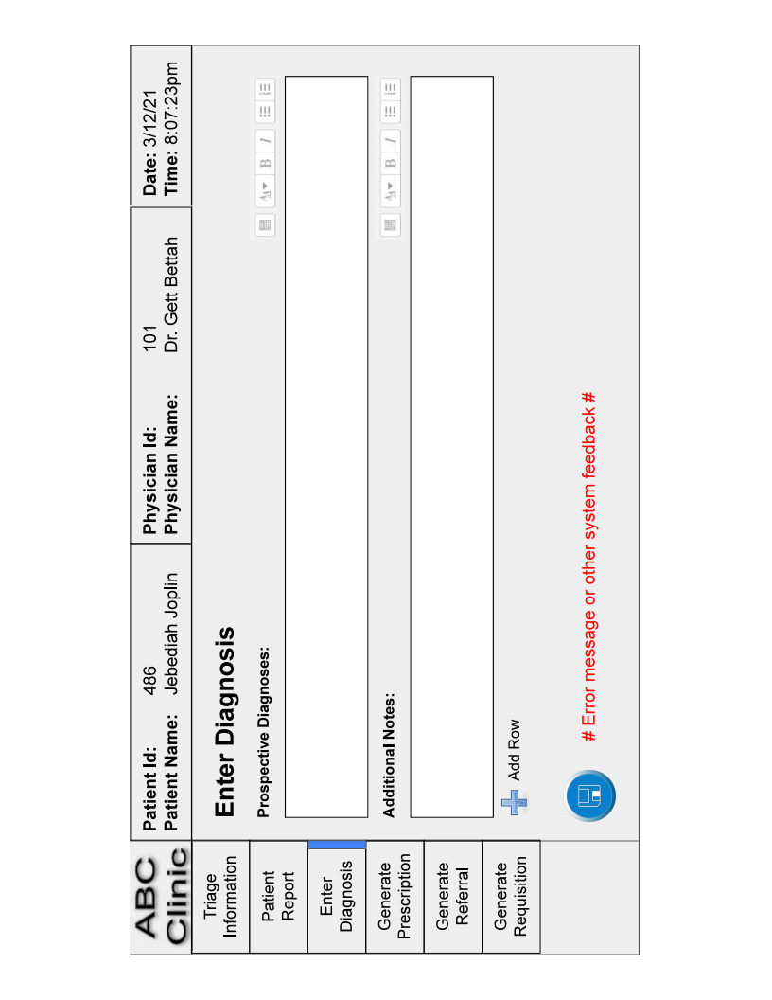 ABC
Clinic
Patient Id: 486
Patient Name: Jebediah Joplin
Physician Id: 101
Physician Name: Dr. Gett Bettah
Date: 3/12/21
Time: 8:07:23pm
Triage
Information
Patient
Report
Enter
Diagnosis
Generate
Prescription
Generate
Referral
Generate
Requisition
Enter Diagnosis
Prospective Diagnoses:
B I
Additional Notes:
B I
Add Row
# Error message or other system feedback #